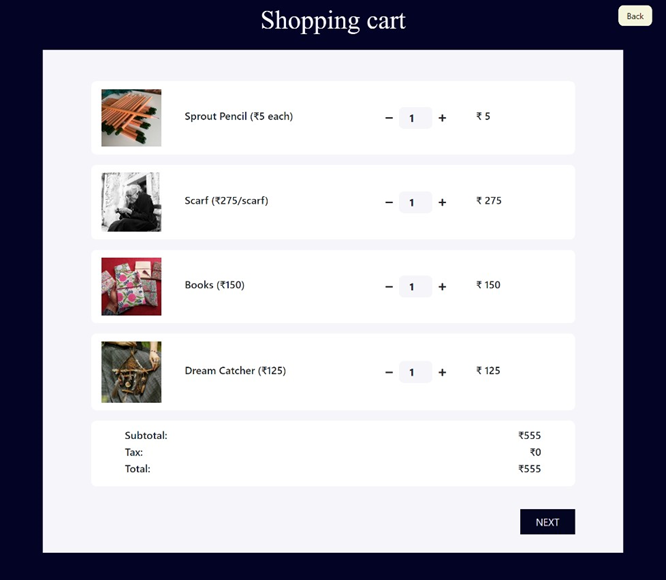 Shopping cart
Back
Sprout Pencil (₹5 each) − 1 + ₹ 5
Scarf (₹275/scarf) − 1 + ₹ 275
Books (₹150) − 1 + ₹ 150
Dream Catcher (₹125) − 1 + ₹ 125
Subtotal: ₹555
Tax: ₹0
Total: ₹555
NEXT